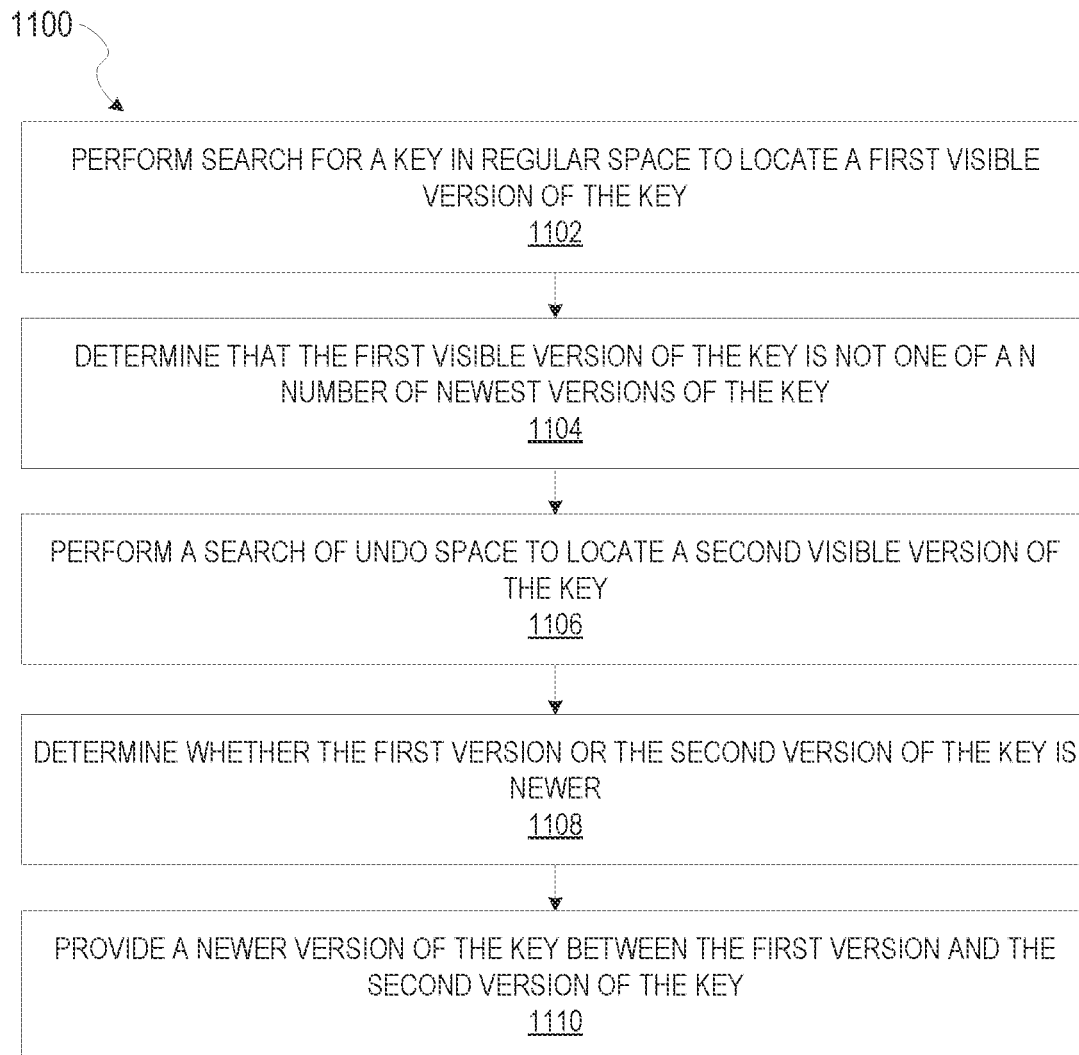 1100
PERFORM SEARCH FOR A KEY IN REGULAR SPACE TO LOCATE A FIRST VISIBLE
VERSION OF THE KEY
1102
DETERMINE THAT THE FIRST VISIBLE VERSION OF THE KEY IS NOT ONE OF A N
NUMBER OF NEWEST VERSIONS OF THE KEY
1104
PERFORM A SEARCH OF UNDO SPACE TO LOCATE A SECOND VISIBLE VERSION OF
THE KEY
1106
DETERMINE WHETHER THE FIRST VERSION OR THE SECOND VERSION OF THE KEY IS
NEWER
1108
PROVIDE A NEWER VERSION OF THE KEY BETWEEN THE FIRST VERSION AND THE
SECOND VERSION OF THE KEY
1110